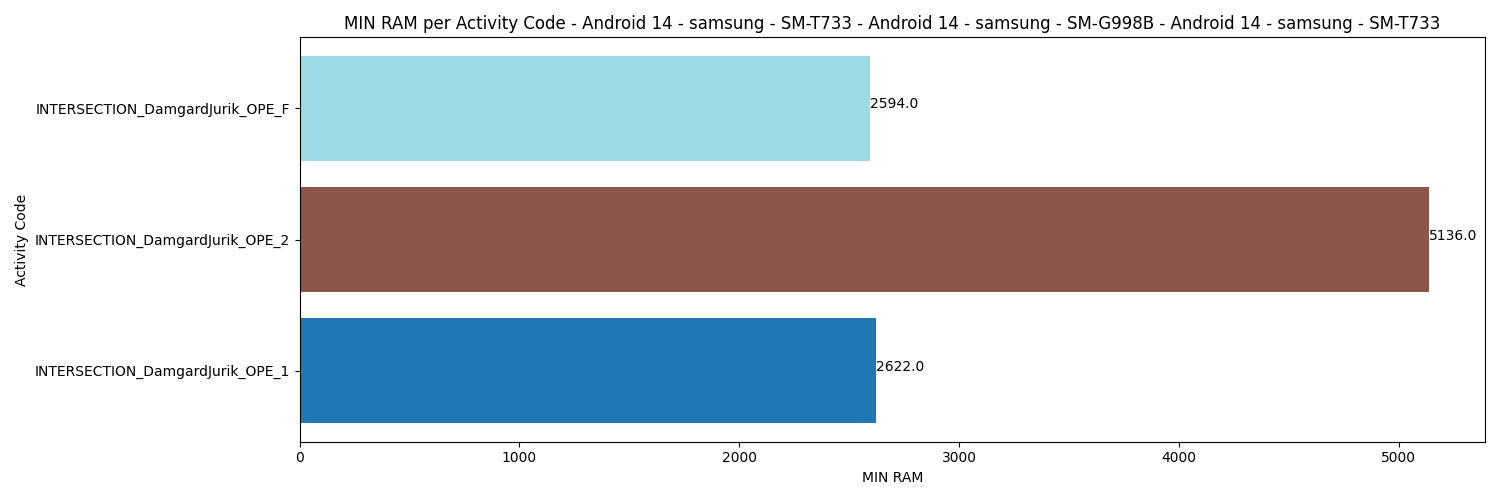 MIN RAM per Activity Code - Android 14 - samsung - SM-T733 - Android 14 - samsung - SM-G998B - Android 14 - samsung - SM-T733
INTERSECTION_DamgardJurik_OPE_F
2594.0
Activity Code
INTERSECTION_DamgardJurik_OPE_2
5136.0
INTERSECTION_DamgardJurik_OPE_1
2622.0
0 1000 2000 3000 4000 5000
MIN RAM